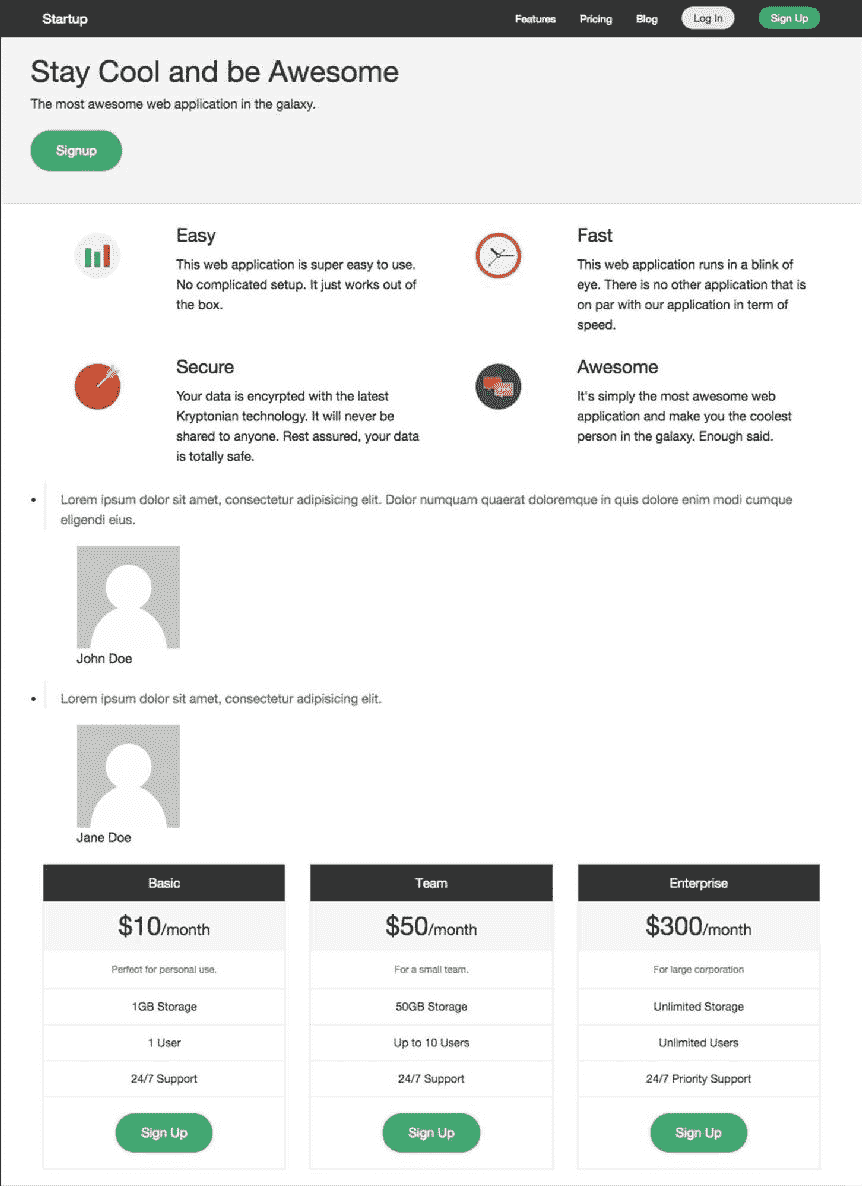 Startup
Features
Pricing
Blog
Log In
Sign Up
Stay Cool and be Awesome
The most awesome web application in the galaxy.
Signup
Easy
This web application is super easy to use.
No complicated setup. It just works out of
the box.
Fast
This web application runs in a blink of
eye. There is no other application that is
on par with our application in term of
speed.
Secure
Your data is encyrpted with the latest
Kryptonian technology. It will never be
shared to anyone. Rest assured, your data
is totally safe.
Awesome
It's simply the most awesome web
application and make you the coolest
person in the galaxy. Enough said.
Lorem ipsum dolor sit amet, consectetur adipisicing elit. Dolor numquam quaerat doloremque in quis dolore enim modi cumque
eligendi eius.
John Doe
Lorem ipsum dolor sit amet, consectetur adipisicing elit.
Jane Doe
Basic
$10/month
Perfect for personal use.
1GB Storage
1 User
24/7 Support
Sign Up
Team
$50/month
For a small team.
50GB Storage
Up to 10 Users
24/7 Support
Sign Up
Enterprise
$300/month
For large corporation
Unlimited Storage
Unlimited Users
24/7 Priority Support
Sign Up